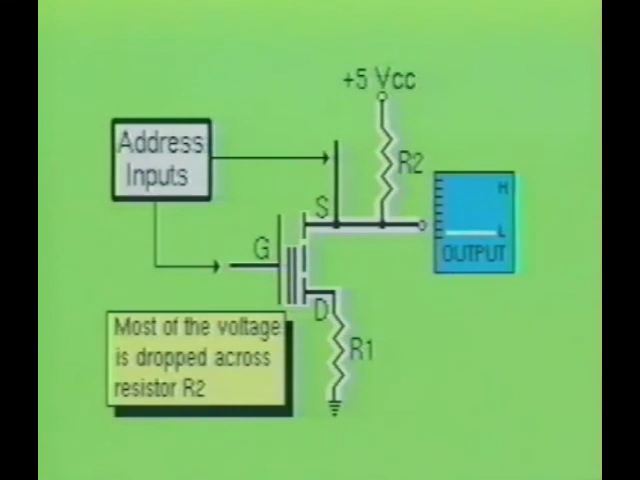 +5 Vcc
Address
Inputs
R2
H
S
L
OUTPUT
G
D
Most of the voltage
is dropped across
resistor R2
R1